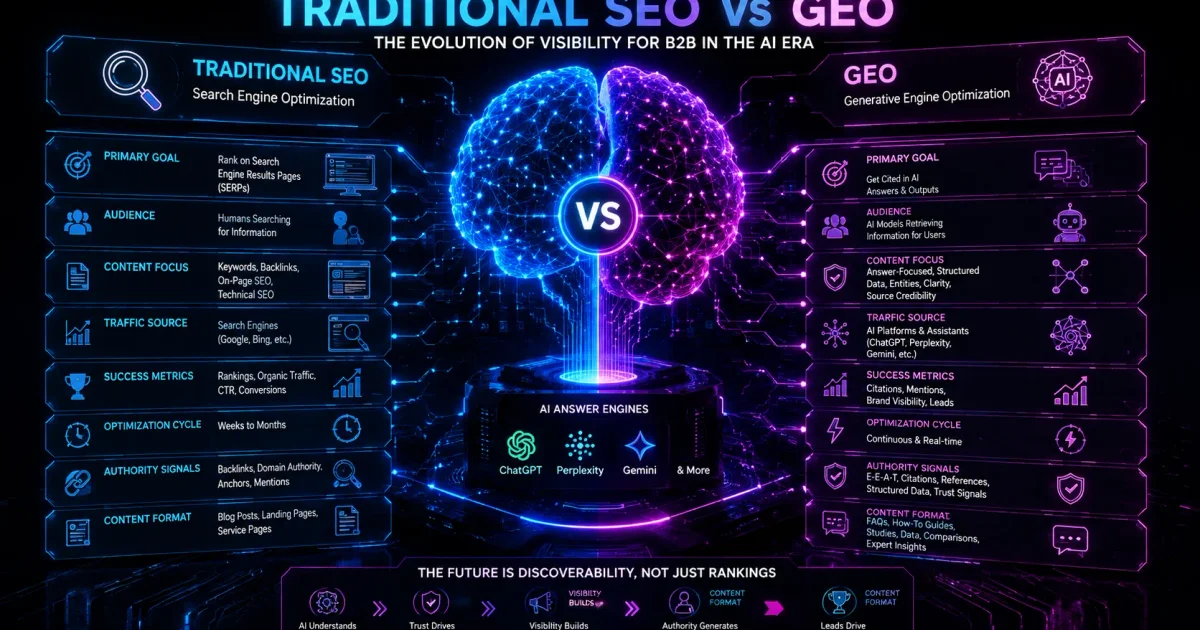 TRADITIONAL SEO VS GEO
THE EVOLUTION OF VISIBILITY FOR B2B IN THE AI ERA
TRADITIONAL SEO
Search Engine Optimization
PRIMARY GOAL
Rank on Search
Engine Results Pages
(SERPs)
AUDIENCE
Humans Searching
for Information
CONTENT FOCUS
Keywords, Backlinks,
On-Page SEO,
Technical SEO
TRAFFIC SOURCE
Search Engines
(Google, Bing, etc.)
SUCCESS METRICS
Rankings, Organic Traffic,
CTR, Conversions
OPTIMIZATION CYCLE
Weeks to Months
AUTHORITY SIGNALS
Backlinks, Domain Authority,
Anchors, Mentions
CONTENT FORMAT
Blog Posts, Landing Pages,
Service Pages
VS
AI ANSWER ENGINES
ChatGPT
Perplexity
Gemini
& More
GEO
Generative Engine Optimization
AI
PRIMARY GOAL
Get Cited in AI
Answers & Outputs
AUDIENCE
AI Models Retrieving
Information for Users
CONTENT FOCUS
Answer-Focused, Structured
Data, Entities, Clarity,
Source Credibility
TRAFFIC SOURCE
AI Platforms & Assistants
(ChatGPT, Perplexity,
Gemini, etc.)
SUCCESS METRICS
Citations, Mentions,
Brand Visibility, Leads
OPTIMIZATION CYCLE
Continuous & Real-time
AUTHORITY SIGNALS
E-E-A-T, Citations, References,
Structured Data, Trust Signals
CONTENT FORMAT
FAQs, How-To Guides,
Studies, Data, Comparisons,
Expert Insights
THE FUTURE IS DISCOVERABILITY, NOT JUST RANKINGS
AI Understands
Trust Drives
Visibility Builds
CONTENT
FORMAT
Authority Generates
CONTENT
FORMAT
Leads Drive